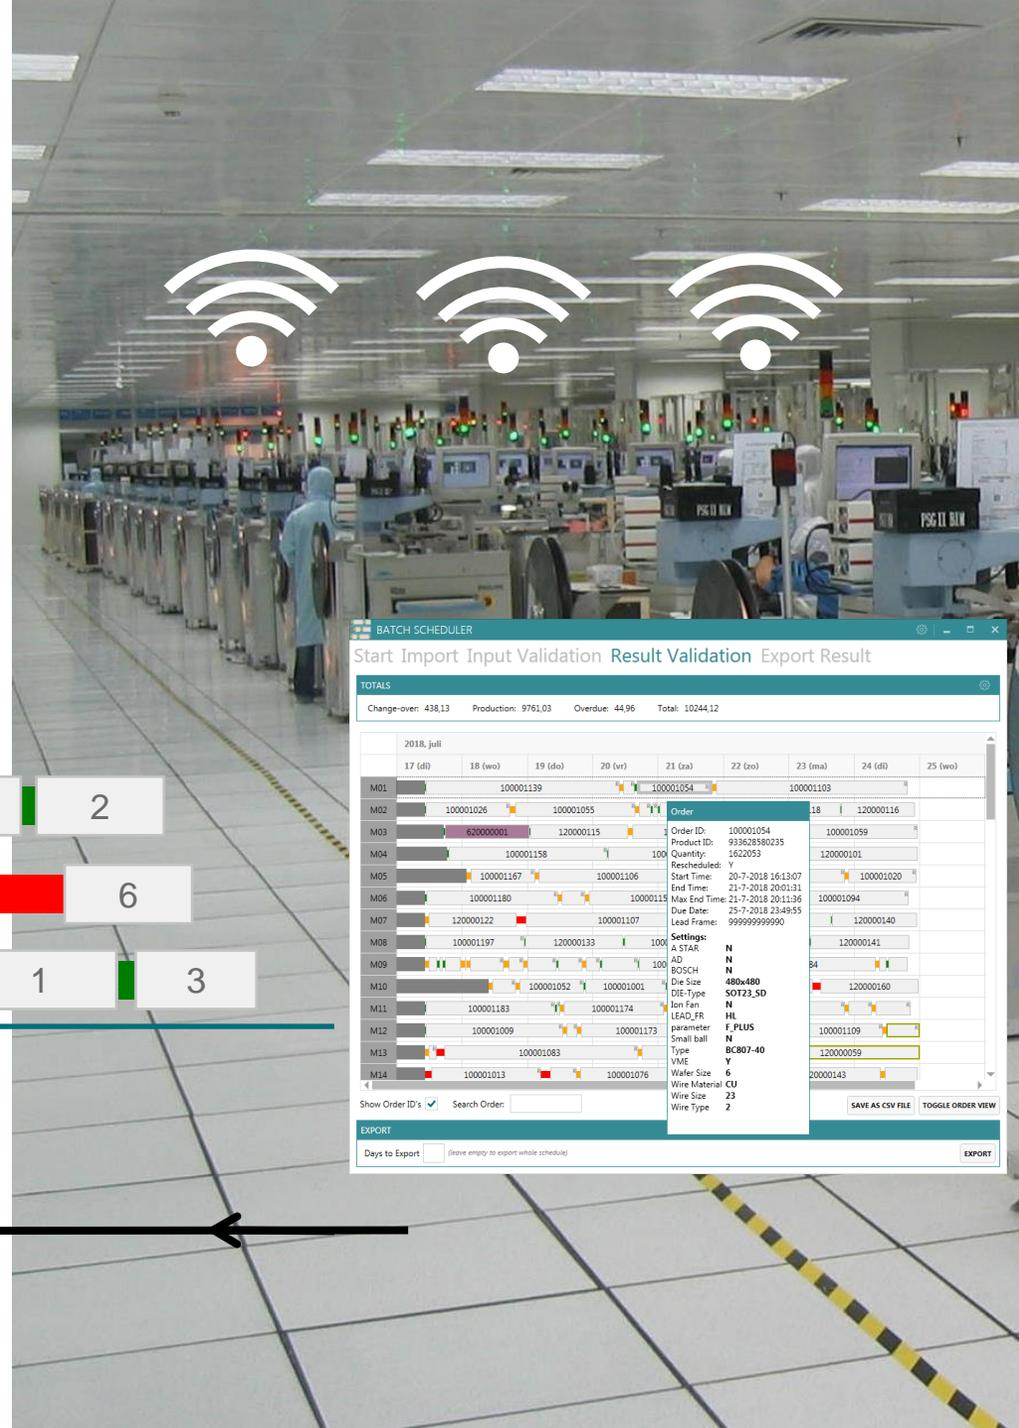 PSG II BIN
PSG II BIN
BATCH SCHEDULER
Start Import Input Validation Result Validation Export Result
TOTALS
Change-over: 438,13 Production: 9761,03 Overdue: 44,96 Total: 10244,12
2018, juli
17 (di) 18 (wo) 19 (do) 20 (vr) 21 (za) 22 (zo) 23 (ma) 24 (di) 25 (wo)
M01 100001139 100001054 100001103
M02 100001026 100001055 18 120000116
M03 620000001 120000115 1 100001059
M04 100001158 100 120000101
M05 100001167 100001106 100001020
M06 100001180 10000115 100001094
M07 120000122 100001107 120000140
M08 100001197 120000133 100 120000141
M09 100 34
M10 100001052 100001001 120000160
M11 100001183 100001174
M12 100001009 100001173 100001109
M13 100001083 120000059
M14 100001013 100001076 20000143
Order
Order ID: 100001054
Product ID: 933628580235
Quantity: 1622053
Rescheduled: Y
Start Time: 20-7-2018 16:13:07
End Time: 21-7-2018 20:01:31
Max End Time: 21-7-2018 20:11:36
Due Date: 25-7-2018 23:49:55
Lead Frame: 999999999990
Settings:
A STAR N
AD N
BOSCH N
Die Size 480x480
DIE-Type SOT23_SD
Ion Fan N
LEAD_FR HL
parameter F_PLUS
Small ball N
Type BC807-40
VME Y
Wafer Size 6
Wire Material CU
Wire Size 23
Wire Type 2
Show Order ID's Search Order:
SAVE AS CSV FILE TOGGLE ORDER VIEW
EXPORT
Days to Export (leave empty to export whole schedule) EXPORT
2
6
1 3